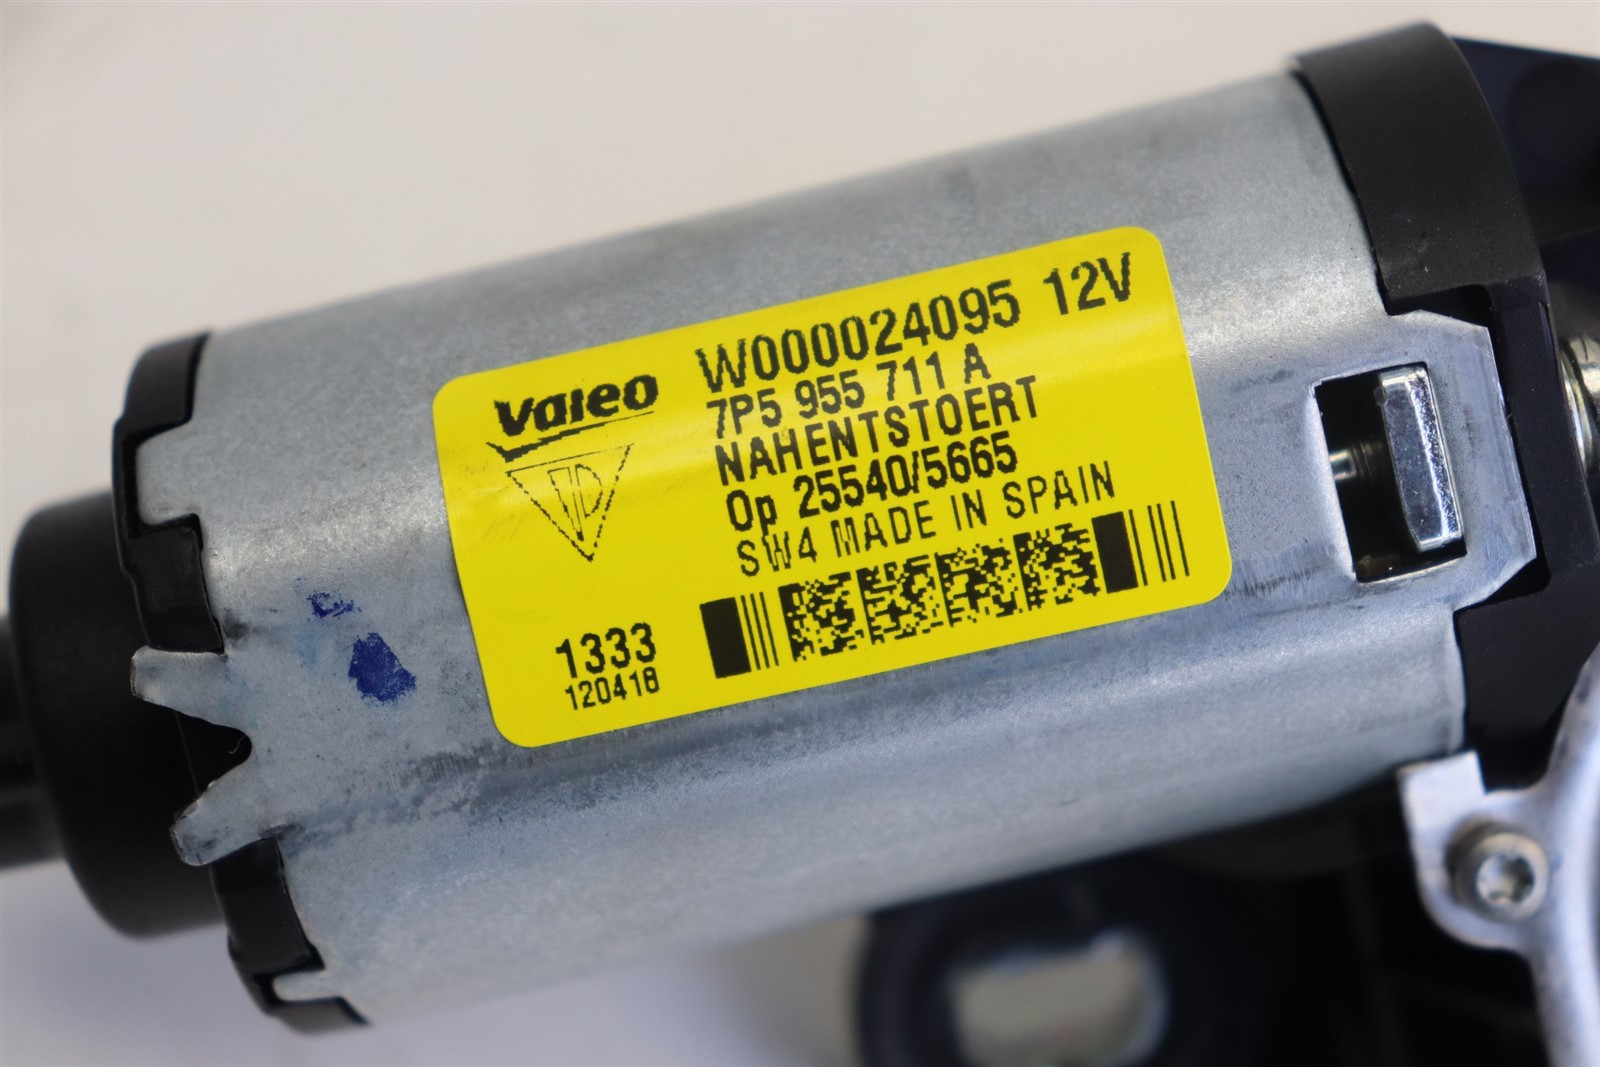 Valeo
W000024095 12V
7P5 955 711 A
NAHENTSTOERT
Op 25540/5665
SW4 MADE IN SPAIN
1333
120418